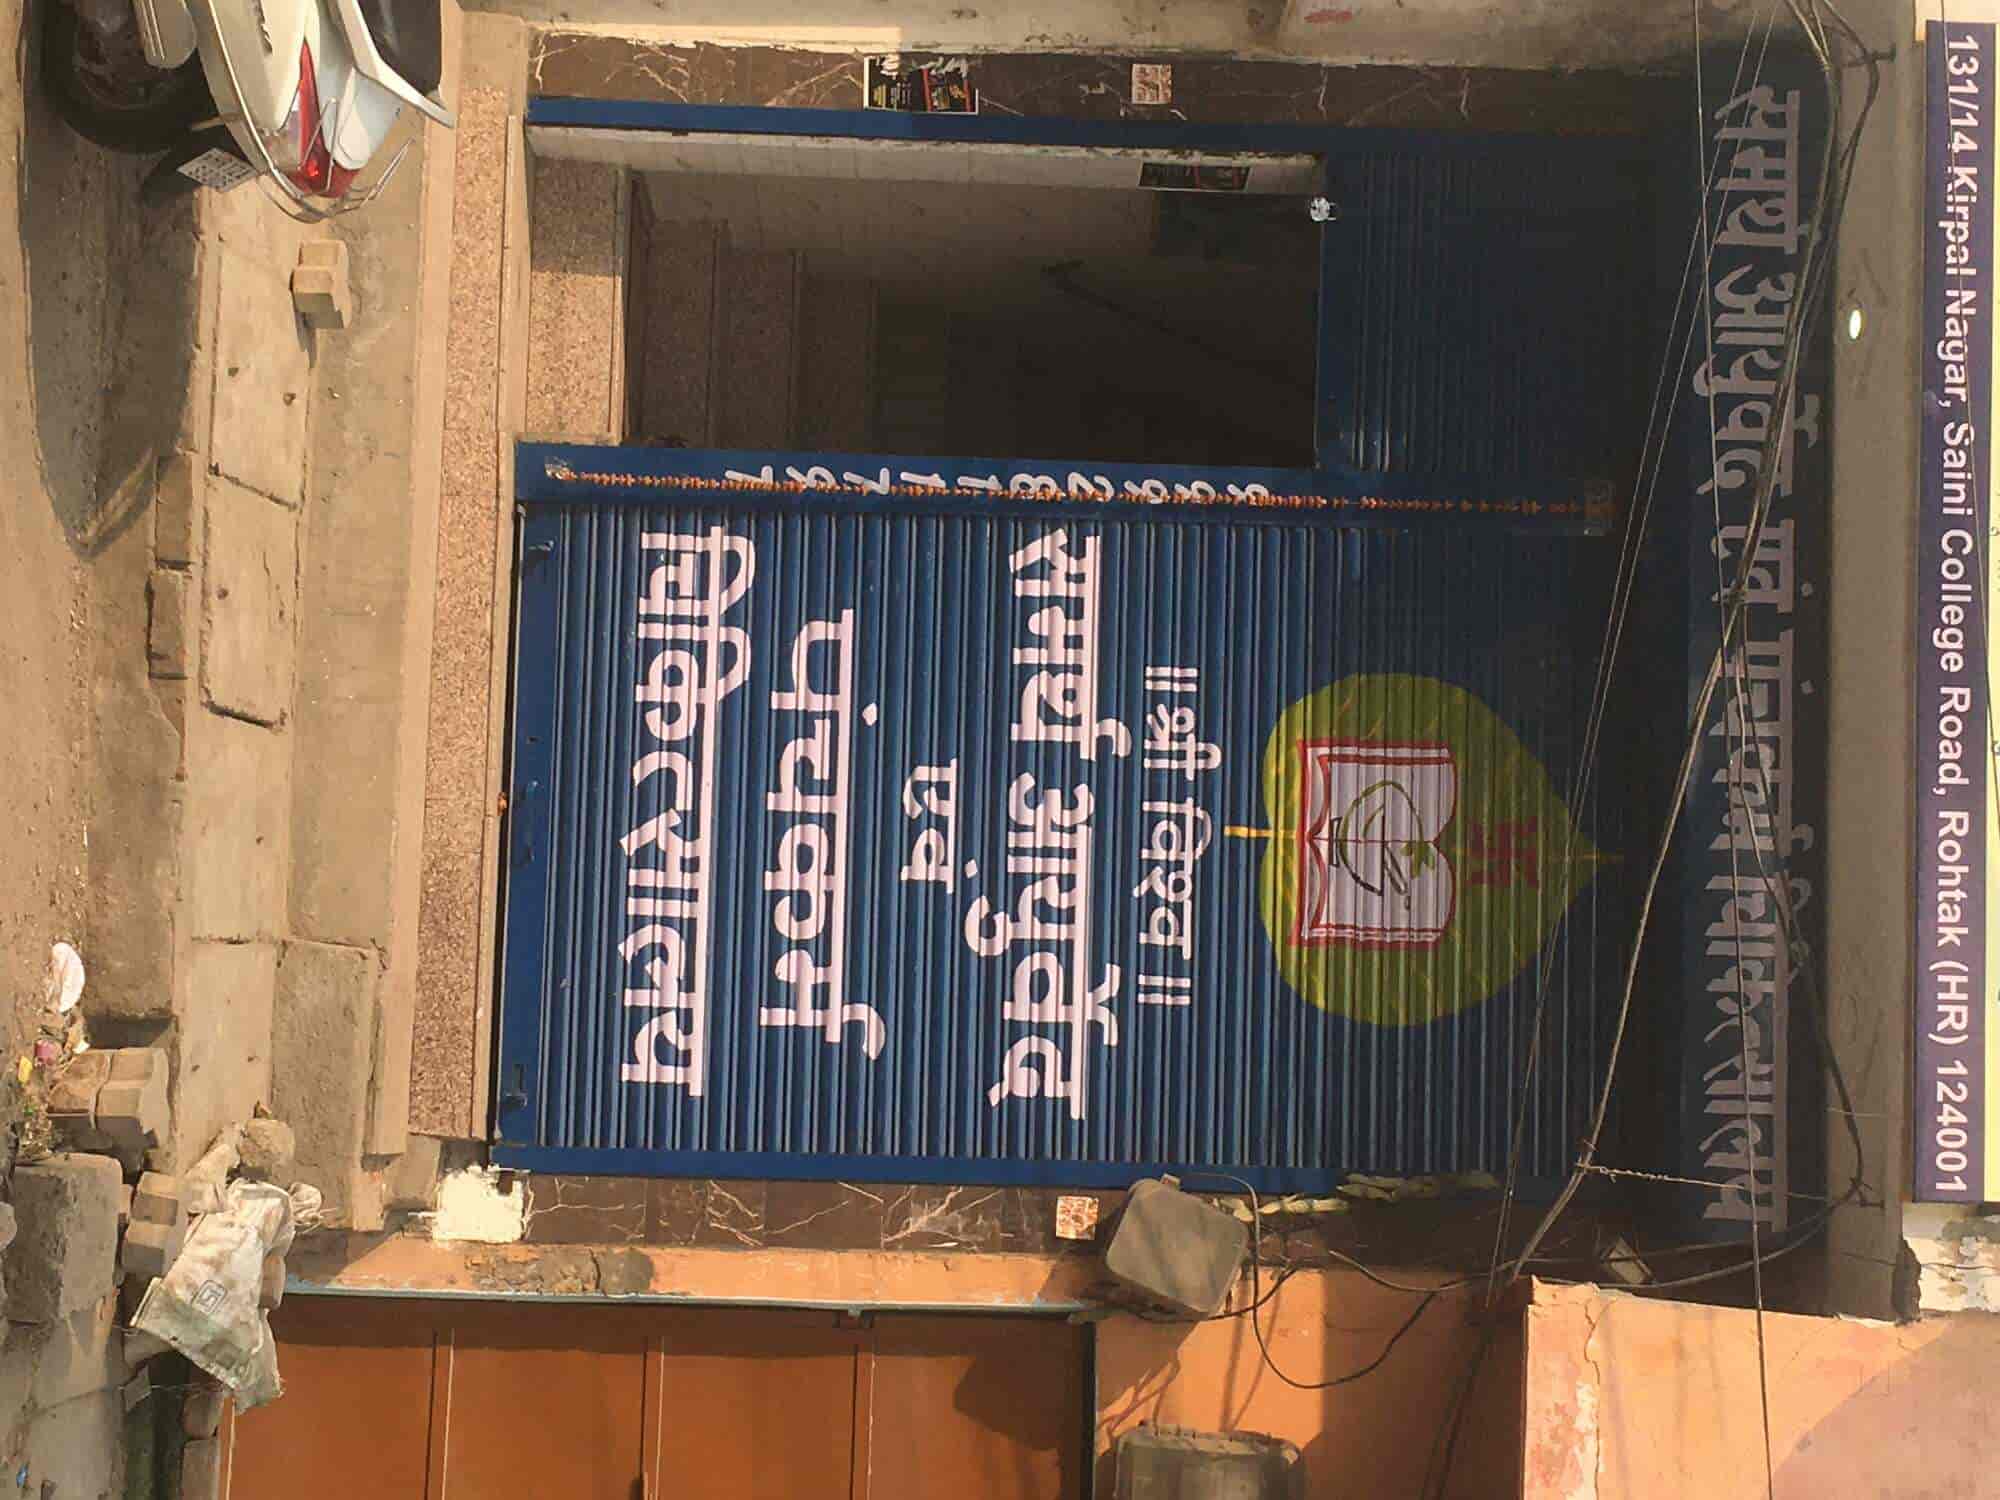 131/14 Kirpal Nagar, Saini College Road, Rohtak (HR) 124001
समर्थ आयुर्वेद एवं पंचकर्म चिकित्सालय
॥ श्री विश्व ॥
समर्थ आयुर्वेद
एवं
पंचकर्म
चिकित्सालय